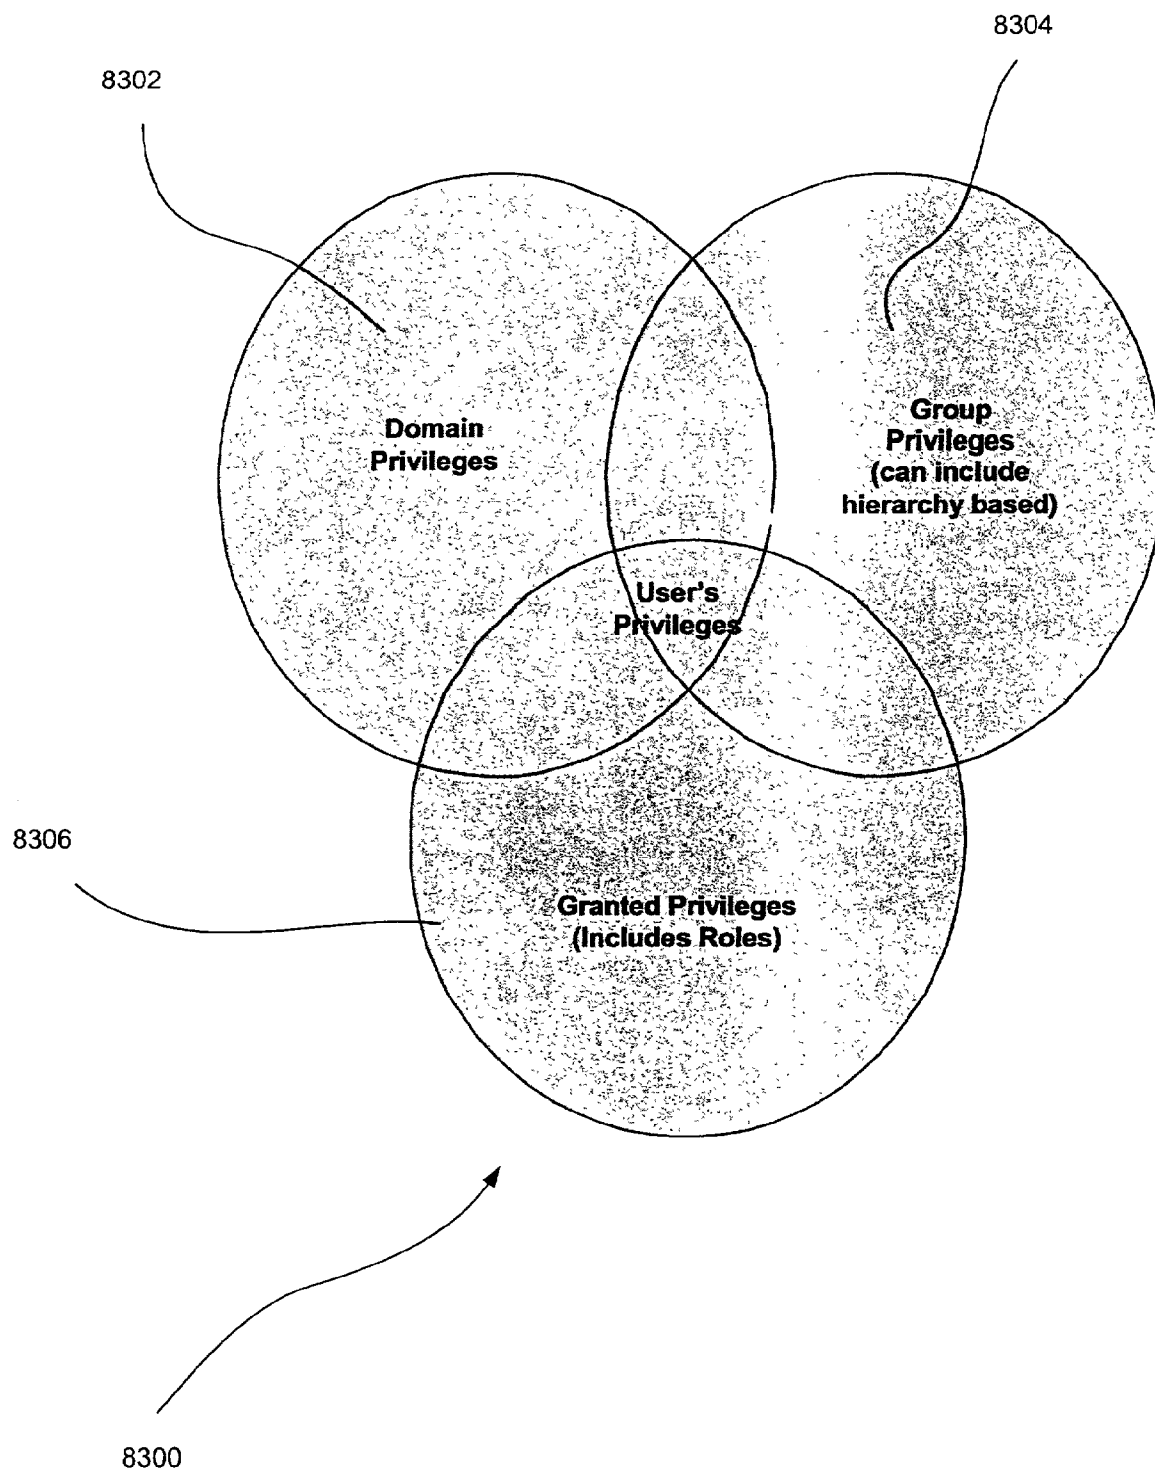 8304
8302
Domain
Privileges
Group
Privileges
(can include
hierarchy based)
User's
Privileges
8306
Granted Privileges
(Includes Roles)
8300